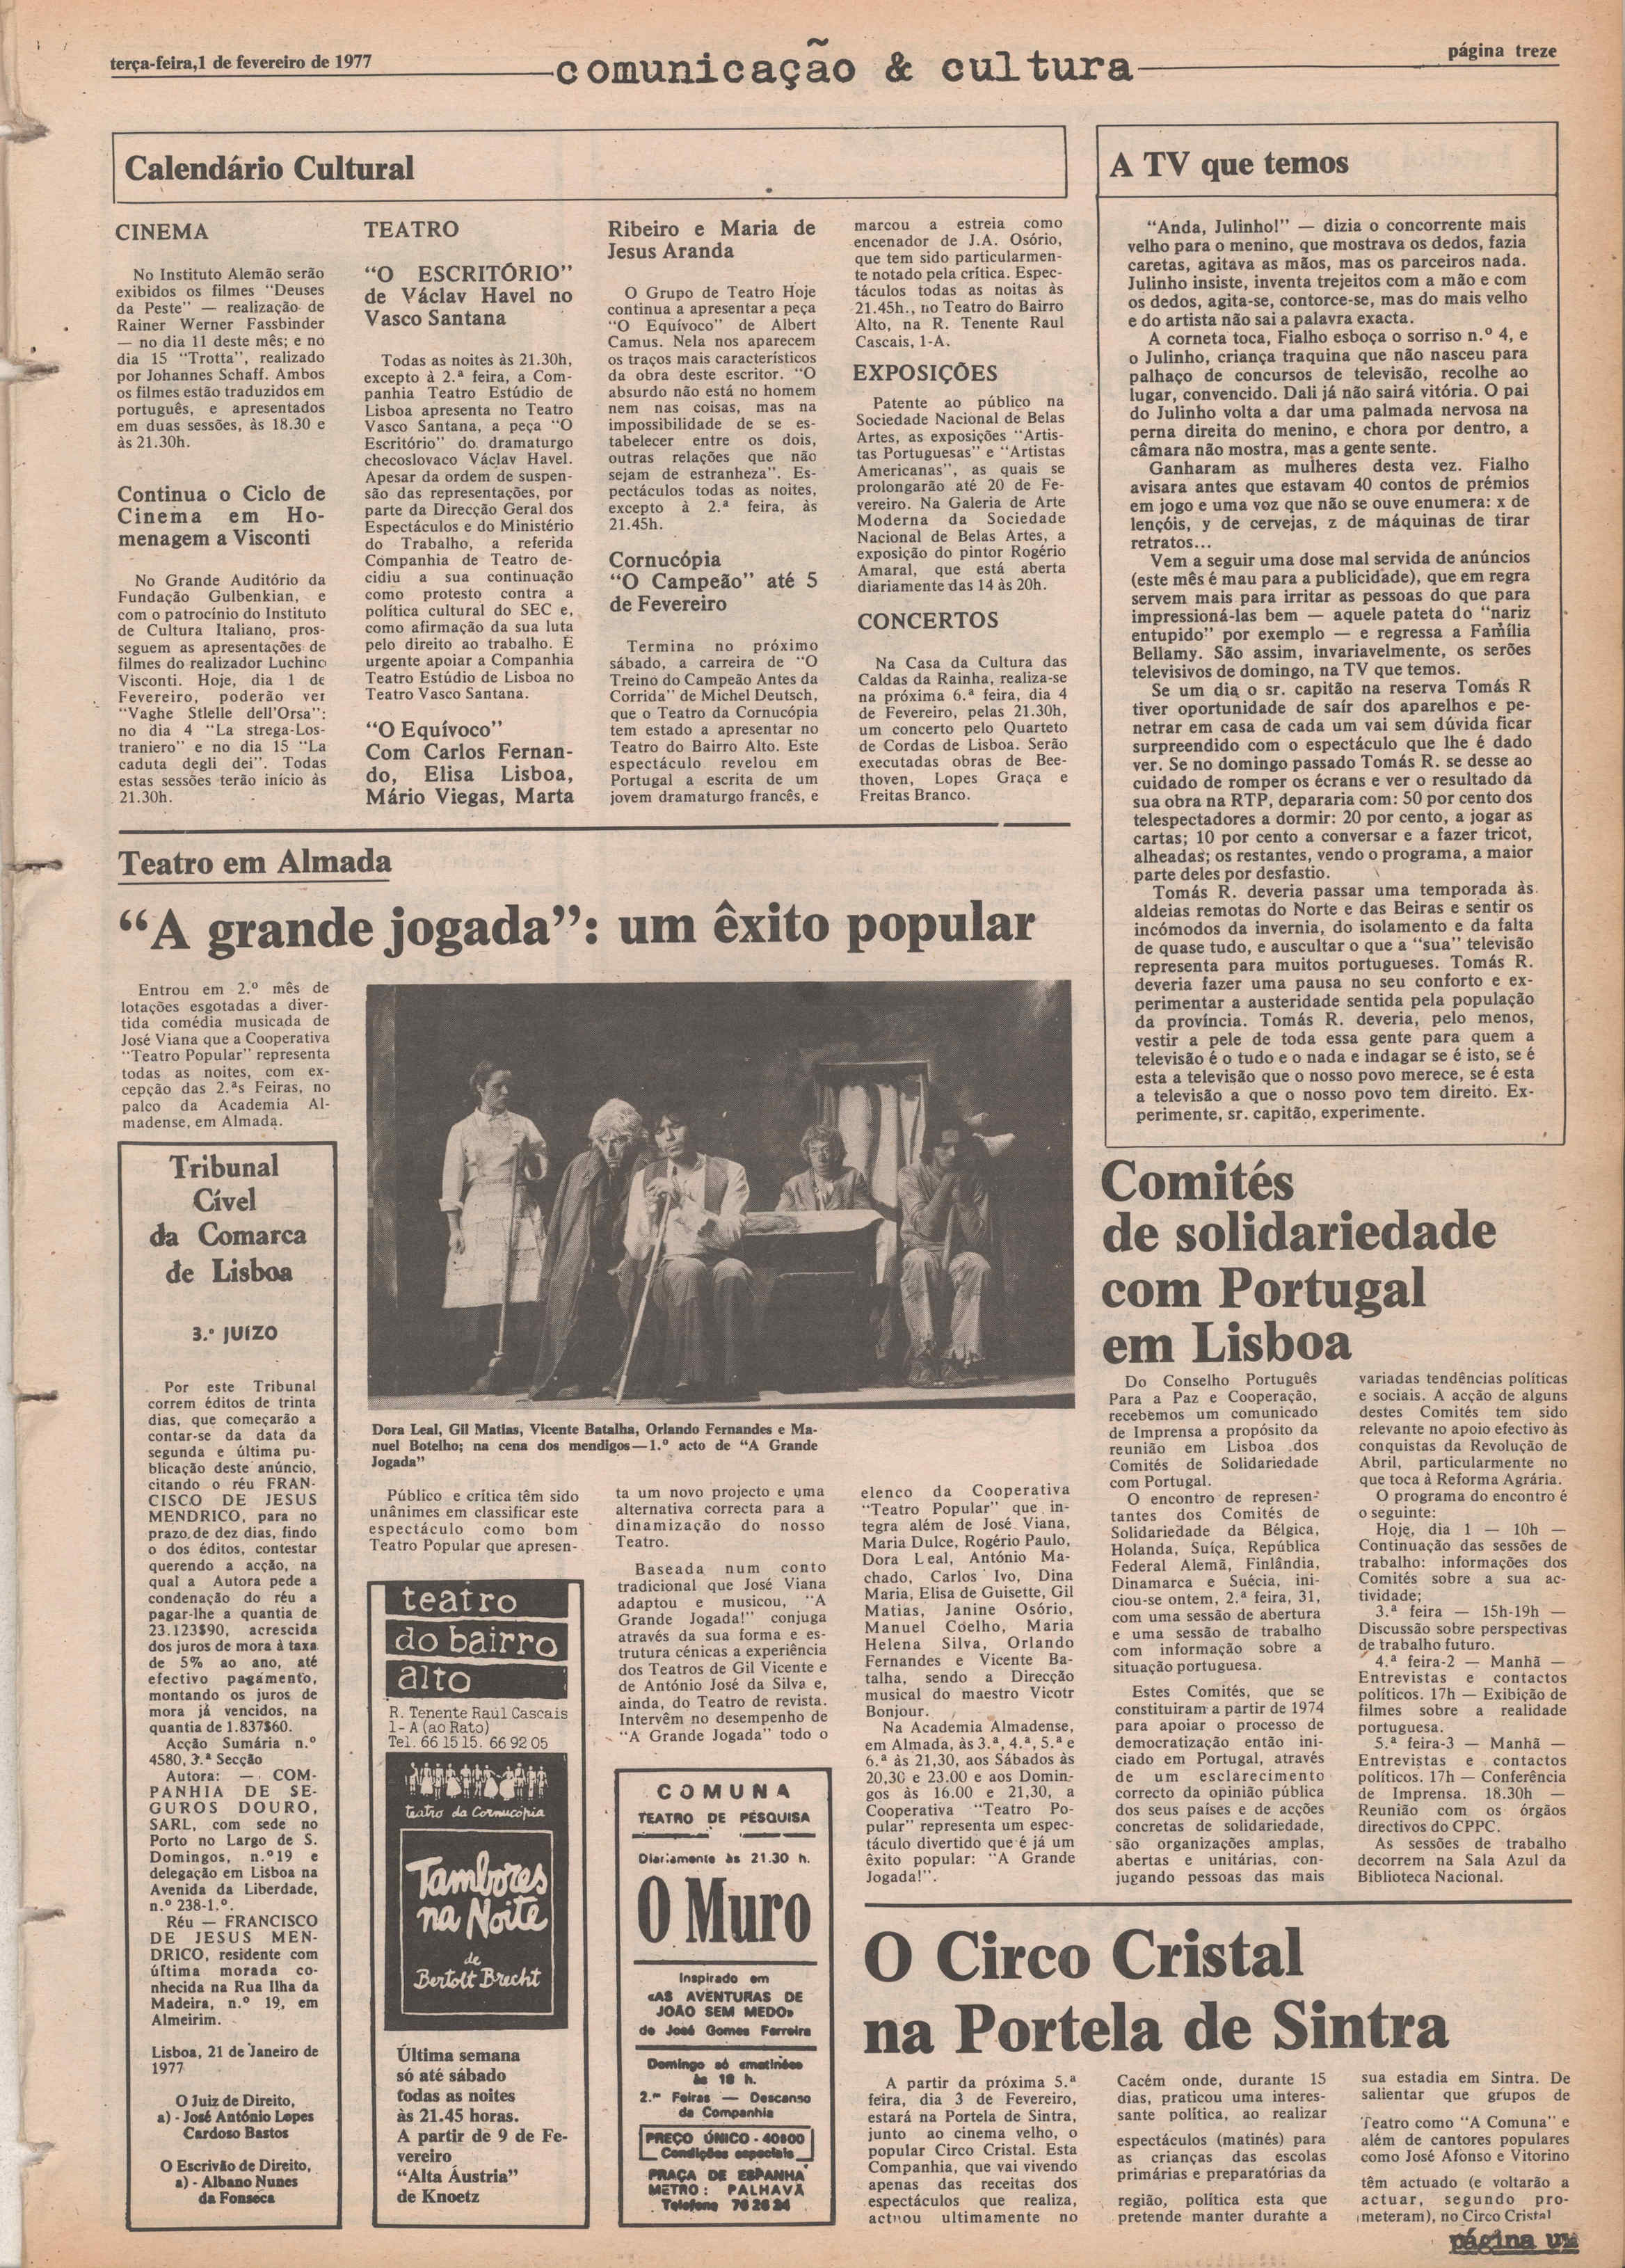 terça-feira,1 de fevereiro de 1977
comunicação & cultura
página treze
Calendário Cultural
CINEMA
No Instituto Alemão serão
exibidos os filmes "Deuses
da Peste" — realização de
Rainer Werner Fassbinder
— no dia 11 deste mês; e no
dia 15 "Trotta", realizado
por Johannes Schaff. Ambos
os filmes estão traduzidos em
português, e apresentados
em duas sessões, às 18.30 e
às 21.30h.
Continua o Ciclo de
Cinema em Ho-
menagem a Visconti
No Grande Auditório da
Fundação Gulbenkian, e
com o patrocínio do Instituto
de Cultura Italiano, pros-
seguem as apresentações de
filmes do realizador Luchino
Visconti. Hoje, dia 1 de
Fevereiro, poderão ver
"Vaghe Stlelle dell'Orsa";
no dia 4 "La strega-Los-
traniero" e no dia 15 "La
caduta degli dei". Todas
estas sessões terão início às
21.30h.
TEATRO
"O ESCRITÓRIO"
de Václav Havel no
Vasco Santana
Todas as noites às 21.30h,
excepto à 2.ª feira, a Com-
panhia Teatro Estúdio de
Lisboa apresenta no Teatro
Vasco Santana, a peça "O
Escritório" do dramaturgo
checoslovaco Václav Havel.
Apesar da ordem de suspen-
são das representações, por
parte da Direcção Geral dos
Espectáculos e do Ministério
do Trabalho, a referida
Companhia de Teatro de-
cidiu a sua continuação
como protesto contra a
política cultural do SEC e,
como afirmação da sua luta
pelo direito ao trabalho. E
urgente apoiar a Companhia
Teatro Estúdio de Lisboa no
Teatro Vasco Santana.
"O Equívoco"
Com Carlos Fernan-
do, Elisa Lisboa,
Mário Viegas, Marta
Ribeiro e Maria de
Jesus Aranda
O Grupo de Teatro Hoje
continua a apresentar a peça
"O Equívoco" de Albert
Camus. Nela nos aparecem
os traços mais característicos
da obra deste escritor. "O
absurdo não está no homem
nem nas coisas, mas na
impossibilidade de se es-
tabelecer entre os dois,
outras relações que não
sejam de estranheza". Es-
pectáculos todas as noites,
excepto à 2.ª feira, às
21.45h.
Cornucópia
"O Campeão" até 5
de Fevereiro
Termina no próximo
sábado, a carreira de "O
Treino do Campeão Antes da
Corrida" de Michel Deutsch,
que o Teatro da Cornucópia
tem estado a apresentar no
Teatro do Bairro Alto. Este
espectáculo revelou em
Portugal a escrita de um
jovem dramaturgo francês, e
marcou a estreia como
encenador de J.A. Osório,
que tem sido particularmen-
te notado pela crítica. Espec-
táculos todas as noitas às
21.45h., no Teatro do Bairro
Alto, na R. Tenente Raul
Cascais, 1-A.
EXPOSIÇÕES
Patente ao público na
Sociedade Nacional de Belas
Artes, as exposições "Artis-
tas Portuguesas" e "Artistas
Americanas", as quais se
prolongarão até 20 de Fe-
vereiro. Na Galeria de Arte
Moderna da Sociedade
Nacional de Belas Artes, a
exposição do pintor Rogério
Amaral, que está aberta
diariamente das 14 às 20h.
CONCERTOS
Na Casa da Cultura das
Caldas da Rainha, realiza-se
na próxima 6.ª feira, dia 4
de Fevereiro, pelas 21.30h,
um concerto pelo Quarteto
de Cordas de Lisboa. Serão
executadas obras de Bee-
thoven, Lopes Graça e
Freitas Branco.
A TV que temos
"Anda, Julinho!" — dizia o concorrente mais
velho para o menino, que mostrava os dedos, fazia
caretas, agitava as mãos, mas os parceiros nada.
Julinho insiste, inventa trejeitos com a mão e com
os dedos, agita-se, contorce-se, mas do mais velho
e do artista não sai a palavra exacta.
A corneta toca, Fialho esboça o sorriso n.º 4, e
o Julinho, criança traquina que não nasceu para
palhaço de concursos de televisão, recolhe ao
lugar, convencido. Dali já não sairá vitória. O pai
do Julinho volta a dar uma palmada nervosa na
perna direita do menino, e chora por dentro, a
câmara não mostra, mas a gente sente.
Ganharam as mulheres desta vez. Fialho
avisara antes que estavam 40 contos de prémios
em jogo e uma voz que não se ouve enumera: x de
lençóis, y de cervejas, z de máquinas de tirar
retratos...
Vem a seguir uma dose mal servida de anúncios
(este mês é mau para a publicidade), que em regra
servem mais para irritar as pessoas do que para
impressioná-las bem — aquele pateta do "nariz
entupido" por exemplo — e regressa a Família
Bellamy. São assim, invariavelmente, os serões
televisivos de domingo, na TV que temos.
Se um dia o sr. capitão na reserva Tomás R
tiver oportunidade de saír dos aparelhos e pe-
netrar em casa de cada um vai sem dúvida ficar
surpreendido com o espectáculo que lhe é dado
ver. Se no domingo passado Tomás R. se desse ao
cuidado de romper os écrans e ver o resultado da
sua obra na RTP, depararia com: 50 por cento dos
telespectadores a dormir: 20 por cento, a jogar as
cartas; 10 por cento a conversar e a fazer tricot,
alheadas; os restantes, vendo o programa, a maior
parte deles por desfastio.
Tomás R. deveria passar uma temporada às
aldeias remotas do Norte e das Beiras e sentir os
incómodos da invernia, do isolamento e da falta
de quase tudo, e auscultar o que a "sua" televisão
representa para muitos portugueses. Tomás R.
deveria fazer uma pausa no seu conforto e ex-
perimentar a austeridade sentida pela população
da província. Tomás R. deveria, pelo menos,
vestir a pele de toda essa gente para quem a
televisão é o tudo e o nada e indagar se é isto, se é
esta a televisão que o nosso povo merece, se é esta
a televisão a que o nosso povo tem direito. Ex-
perimente, sr. capitão, experimente.
Teatro em Almada
"A grande jogada": um êxito popular
Entrou em 2.º mês de
lotações esgotadas a diver-
tida comédia musicada de
José Viana que a Cooperativa
"Teatro Popular" representa
todas as noites, com ex-
cepção das 2.ªs Feiras, no
palco da Academia Al-
madense, em Almada.
Dora Leal, Gil Matias, Vicente Batalha, Orlando Fernandes e Ma-
nuel Botelho; na cena dos mendigos—1.º acto de "A Grande
Jogada"
Público e crítica têm sido
unânimes em classificar este
espectáculo como bom
Teatro Popular que apresen-
ta um novo projecto e uma
alternativa correcta para a
dinamização do nosso
Teatro.
Baseada num conto
tradicional que José Viana
adaptou e musicou, "A
Grande Jogada!" conjuga
através da sua forma e es-
trutura cénicas a experiência
dos Teatros de Gil Vicente e
de António José da Silva e,
ainda, do Teatro de revista.
Intervêm no desempenho de
"A Grande Jogada" todo o
elenco da Cooperativa
"Teatro Popular" que in-
tegra além de José Viana,
Maria Dulce, Rogério Paulo,
Dora Leal, António Ma-
chado, Carlos Ivo, Dina
Maria, Elisa de Guisette, Gil
Matias, Janine Osório,
Manuel Coelho, Maria
Helena Silva, Orlando
Fernandes e Vicente Ba-
talha, sendo a Direcção
musical do maestro Vicotr
Bonjour.
Na Academia Almadense,
em Almada, às 3.ª, 4.ª, 5.ª e
6.ª às 21,30, aos Sábados às
20,30 e 23.00 e aos Domin-
gos às 16.00 e 21,30, a
Cooperativa "Teatro Po-
pular" representa um espec-
táculo divertido que é já um
êxito popular: "A Grande
Jogada!".
Tribunal
Cível
da Comarca
de Lisboa
3.º JUIZO
Por este Tribunal
correm éditos de trinta
dias, que começarão a
contar-se da data da
segunda e última pu-
blicação deste anúncio,
citando o réu FRAN-
CISCO DE JESUS
MENDRICO, para no
prazo de dez dias, findo
o dos éditos, contestar
querendo a acção, na
qual a Autora pede a
condenação do réu a
pagar-lhe a quantia de
23.123$90, acrescida
dos juros de mora à taxa
de 5% ao ano, até
efectivo pagamento,
montando os juros de
mora já vencidos, na
quantia de 1.837$60.
Acção Sumária n.º
4580, 3.ª Secção
Autora: — COM-
PANHIA DE SE-
GUROS DOURO,
SARL, com sede no
Porto no Largo de S.
Domingos, n.º19 e
delegação em Lisboa na
Avenida da Liberdade,
n.º 238-1.º.
Réu — FRANCISCO
DE JESUS MEN-
DRICO, residente com
última morada co-
nhecida na Rua Ilha da
Madeira, n.º 19, em
Almeirim.
Lisboa, 21 de Janeiro de
1977
O Juiz de Direito,
a) - José António Lopes
Cardoso Bastos
O Escrivão de Direito,
a) - Albano Nunes
da Fonseca
teatro
do bairro
alto
R. Tenente Raul Cascais
1-A (ao Rato)
Tel. 66 15 15. 66 92 05
teatro da Cornucópia
Tambores
na Noite
de
Bertolt Brecht
Última semana
só até sábado
todas as noites
às 21.45 horas.
A partir de 9 de Fe-
vereiro
"Alta Áustria"
de Knoetz
COMUNA
TEATRO DE PESQUISA
Diariamente às 21.30 h.
O Muro
Inspirado em
«AS AVENTURAS DE
JOÃO SEM MEDO»
de José Gomes Ferreira
Domingo só «matinée»
às 18 h.
2.as Feiras — Descanso
da Companhia
PREÇO ÚNICO - 40$00
Condições especiais
PRAÇA DE ESPANHA
METRO: PALHAVÃ
Telefone 76 26 24
Comités
de solidariedade
com Portugal
em Lisboa
Do Conselho Português
Para a Paz e Cooperação,
recebemos um comunicado
de Imprensa a propósito da
reunião em Lisboa dos
Comités de Solidariedade
com Portugal.
O encontro de represen-
tantes dos Comités de
Solidariedade da Bélgica,
Holanda, Suíça, República
Federal Alemã, Finlândia,
Dinamarca e Suécia, ini-
ciou-se ontem, 2.ª feira, 31,
com uma sessão de abertura
e uma sessão de trabalho
com informação sobre a
situação portuguesa.
Estes Comités, que se
constituiram a partir de 1974
para apoiar o processo de
democratização então ini-
ciado em Portugal, através
de um esclarecimento
correcto da opinião pública
dos seus países e de acções
concretas de solidariedade,
são organizações amplas,
abertas e unitárias, con-
jugando pessoas das mais
variadas tendências políticas
e sociais. A acção de alguns
destes Comités tem sido
relevante no apoio efectivo às
conquistas da Revolução de
Abril, particularmente no
que toca à Reforma Agrária.
O programa do encontro é
o seguinte:
Hoje, dia 1 — 10h —
Continuação das sessões de
trabalho: informações dos
Comités sobre a sua ac-
tividade;
3.ª feira — 15h-19h —
Discussão sobre perspectivas
de trabalho futuro.
4.ª feira-2 — Manhã —
Entrevistas e contactos
políticos. 17h — Exibição de
filmes sobre a realidade
portuguesa.
5.ª feira-3 — Manhã —
Entrevistas e contactos
políticos. 17h — Conferência
de Imprensa. 18.30h —
Reunião com os órgãos
directivos do CPPC.
As sessões de trabalho
decorrem na Sala Azul da
Biblioteca Nacional.
O Circo Cristal
na Portela de Sintra
A partir da próxima 5.ª
feira, dia 3 de Fevereiro,
estará na Portela de Sintra,
junto ao cinema velho, o
popular Circo Cristal. Esta
Companhia, que vai vivendo
apenas das receitas dos
espectáculos que realiza,
actuou ultimamente no
Cacém onde, durante 15
dias, praticou uma interes-
sante política, ao realizar
espectáculos (matinés) para
as crianças das escolas
primárias e preparatórias da
região, política esta que
pretende manter durante a
sua estadia em Sintra. De
salientar que grupos de
Teatro como "A Comuna" e
além de cantores populares
como José Afonso e Vitorino
têm actuado (e voltarão a
actuar, segundo pro-
meteram), no Circo Cristal
página um